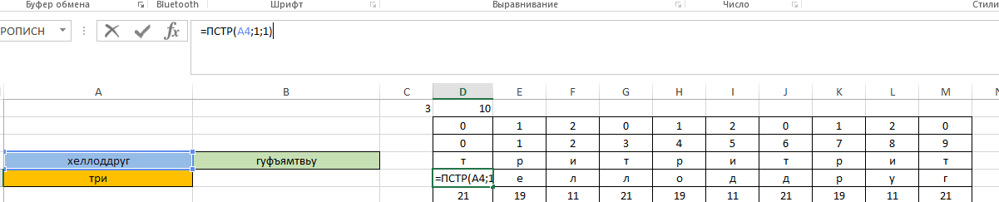 Буфер обмена Bluetooth Шрифт Выравнивание Число Стили
РОПИСН fx =ПСТР(A4;1;1)
A B C D E F G H I J K L M
3 10
0 1 2 0 1 2 0 1 2 0
0 1 2 3 4 5 6 7 8 9
хеллоддруг гуфъямтвьу т р и т р и т р и т
три =ПСТР(A4;1 е л л о д д р у г
21 19 11 21 19 11 21 19 11 21